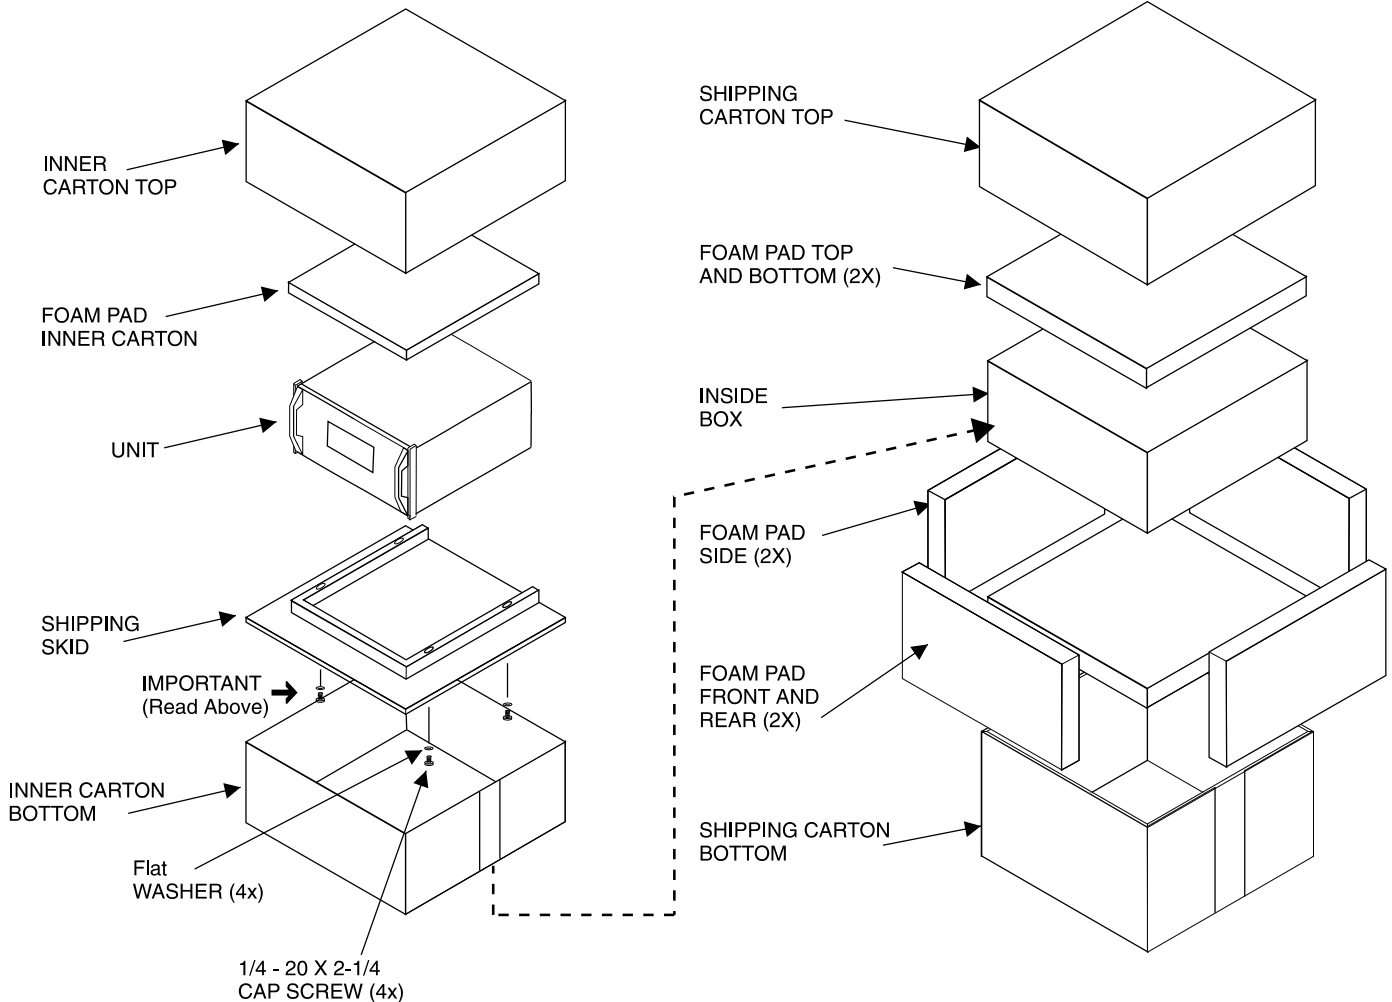 INNER
CARTON TOP
FOAM PAD
INNER CARTON
UNIT
SHIPPING
SKID
IMPORTANT
(Read Above)
INNER CARTON
BOTTOM
Flat
WASHER (4x)
1/4 - 20 X 2-1/4
CAP SCREW (4x)
SHIPPING
CARTON TOP
FOAM PAD TOP
AND BOTTOM (2X)
INSIDE
BOX
FOAM PAD
SIDE (2X)
FOAM PAD
FRONT AND
REAR (2X)
SHIPPING CARTON
BOTTOM